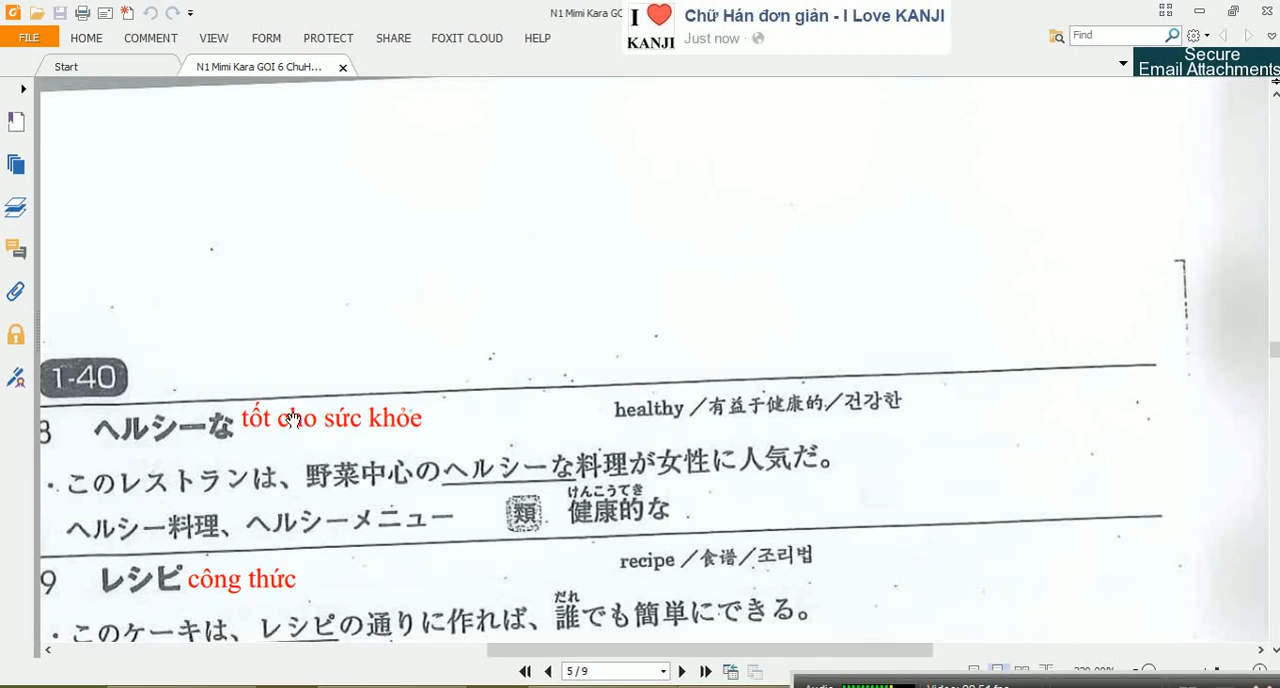 N1 Mimi Kara GO
I KANJI
Chữ Hán đơn giản - I Love KANJI
Just now ·
FILE HOME COMMENT VIEW FORM PROTECT SHARE FOXIT CLOUD HELP
Find
Start
N1 Mimi Kara GOI 6 ChuH...
Secure
Email Attachments
1-40
8 ヘルシーな tốt cho sức khỏe healthy／有益于健康的／건강한
・このレストランは、野菜中心のヘルシーな料理が女性に人気だ。
けんこうてき
ヘルシー料理、ヘルシーメニュー 類 健康的な
9 レシピ công thức recipe／食谱／조리법
だれ
・このケーキは、レシピの通りに作れば、誰でも簡単にできる。
5 / 9